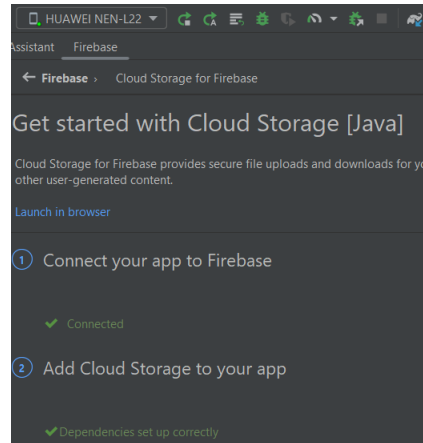 HUAWEI NEN-L22
Assistant Firebase
Firebase › Cloud Storage for Firebase
Get started with Cloud Storage [Java]
Cloud Storage for Firebase provides secure file uploads and downloads for
other user-generated content.
Launch in browser
1 Connect your app to Firebase
Connected
2 Add Cloud Storage to your app
Dependencies set up correctly